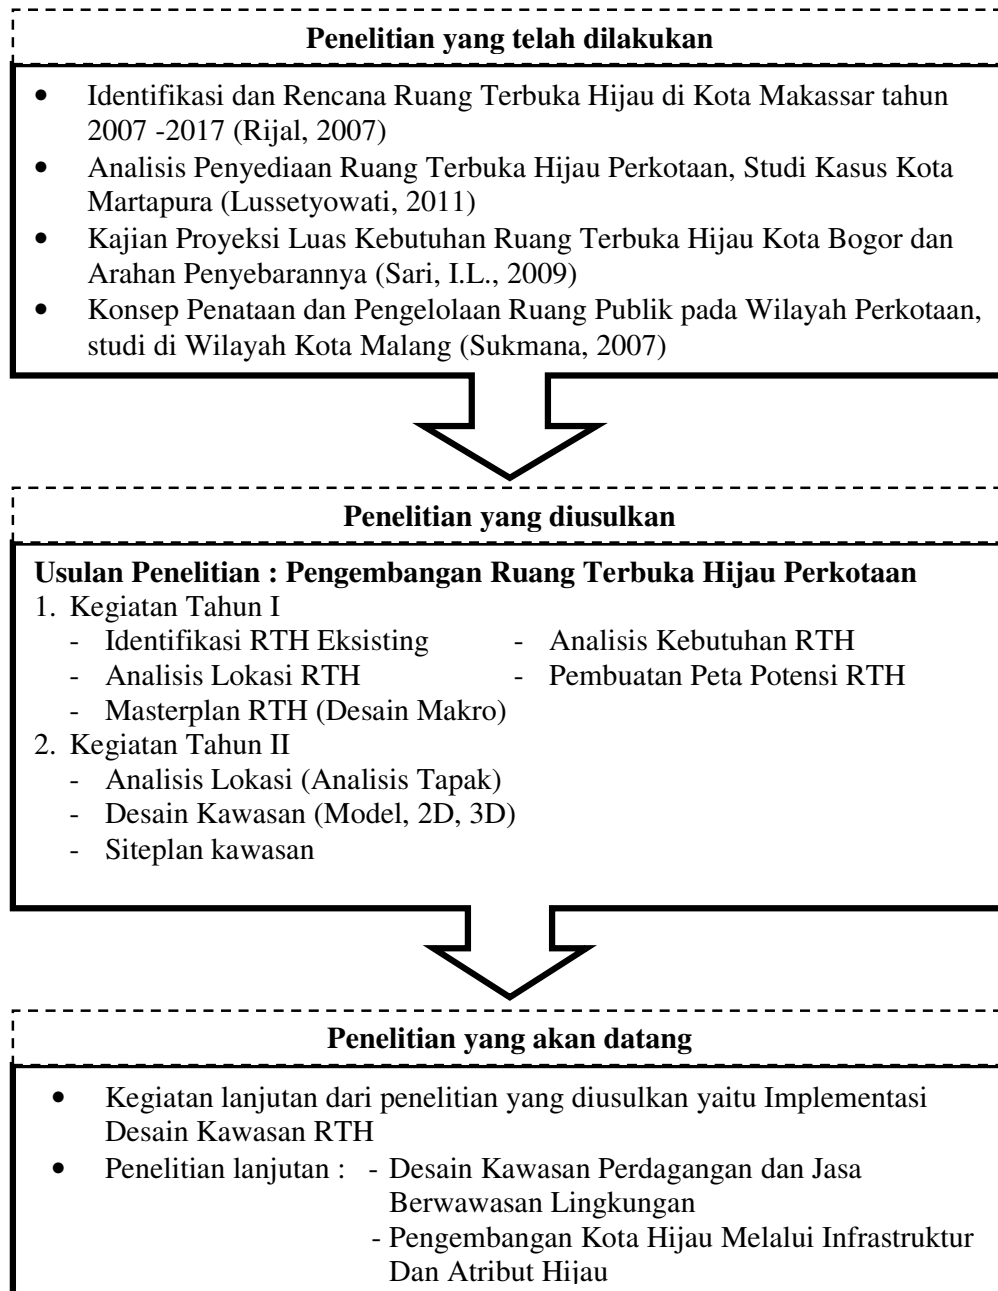 Penelitian yang telah dilakukan
• Identifikasi dan Rencana Ruang Terbuka Hijau di Kota Makassar tahun
2007 -2017 (Rijal, 2007)
• Analisis Penyediaan Ruang Terbuka Hijau Perkotaan, Studi Kasus Kota
Martapura (Lussetyowati, 2011)
• Kajian Proyeksi Luas Kebutuhan Ruang Terbuka Hijau Kota Bogor dan
Arahan Penyebarannya (Sari, I.L., 2009)
• Konsep Penataan dan Pengelolaan Ruang Publik pada Wilayah Perkotaan,
studi di Wilayah Kota Malang (Sukmana, 2007)
Penelitian yang diusulkan
Usulan Penelitian : Pengembangan Ruang Terbuka Hijau Perkotaan
1. Kegiatan Tahun I
- Identifikasi RTH Eksisting - Analisis Kebutuhan RTH
- Analisis Lokasi RTH - Pembuatan Peta Potensi RTH
- Masterplan RTH (Desain Makro)
2. Kegiatan Tahun II
- Analisis Lokasi (Analisis Tapak)
- Desain Kawasan (Model, 2D, 3D)
- Siteplan kawasan
Penelitian yang akan datang
• Kegiatan lanjutan dari penelitian yang diusulkan yaitu Implementasi
Desain Kawasan RTH
• Penelitian lanjutan : - Desain Kawasan Perdagangan dan Jasa
Berwawasan Lingkungan
- Pengembangan Kota Hijau Melalui Infrastruktur
Dan Atribut Hijau